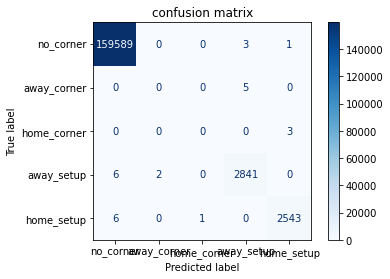 confusion matrix
no_corner 159589 0 0 3 1
away_corner 0 0 0 5 0
home_corner 0 0 0 0 3
away_setup 6 2 0 2841 0
home_setup 6 0 1 0 2543
no_corner away_corner home_corner away_setup home_setup
Predicted label
True label
140000
120000
100000
80000
60000
40000
20000
0